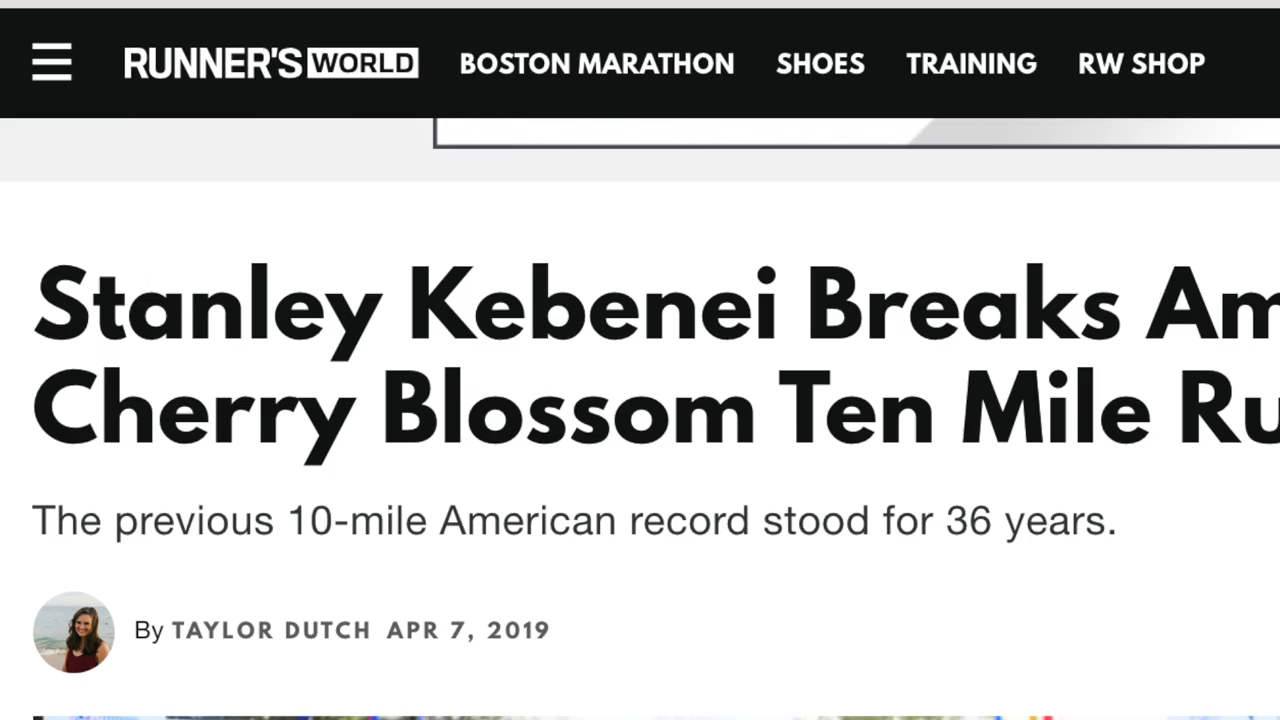 RUNNER'S WORLD BOSTON MARATHON SHOES TRAINING RW SHOP
Stanley Kebenei Breaks Am
Cherry Blossom Ten Mile Ru
The previous 10-mile American record stood for 36 years.
By TAYLOR DUTCH APR 7, 2019